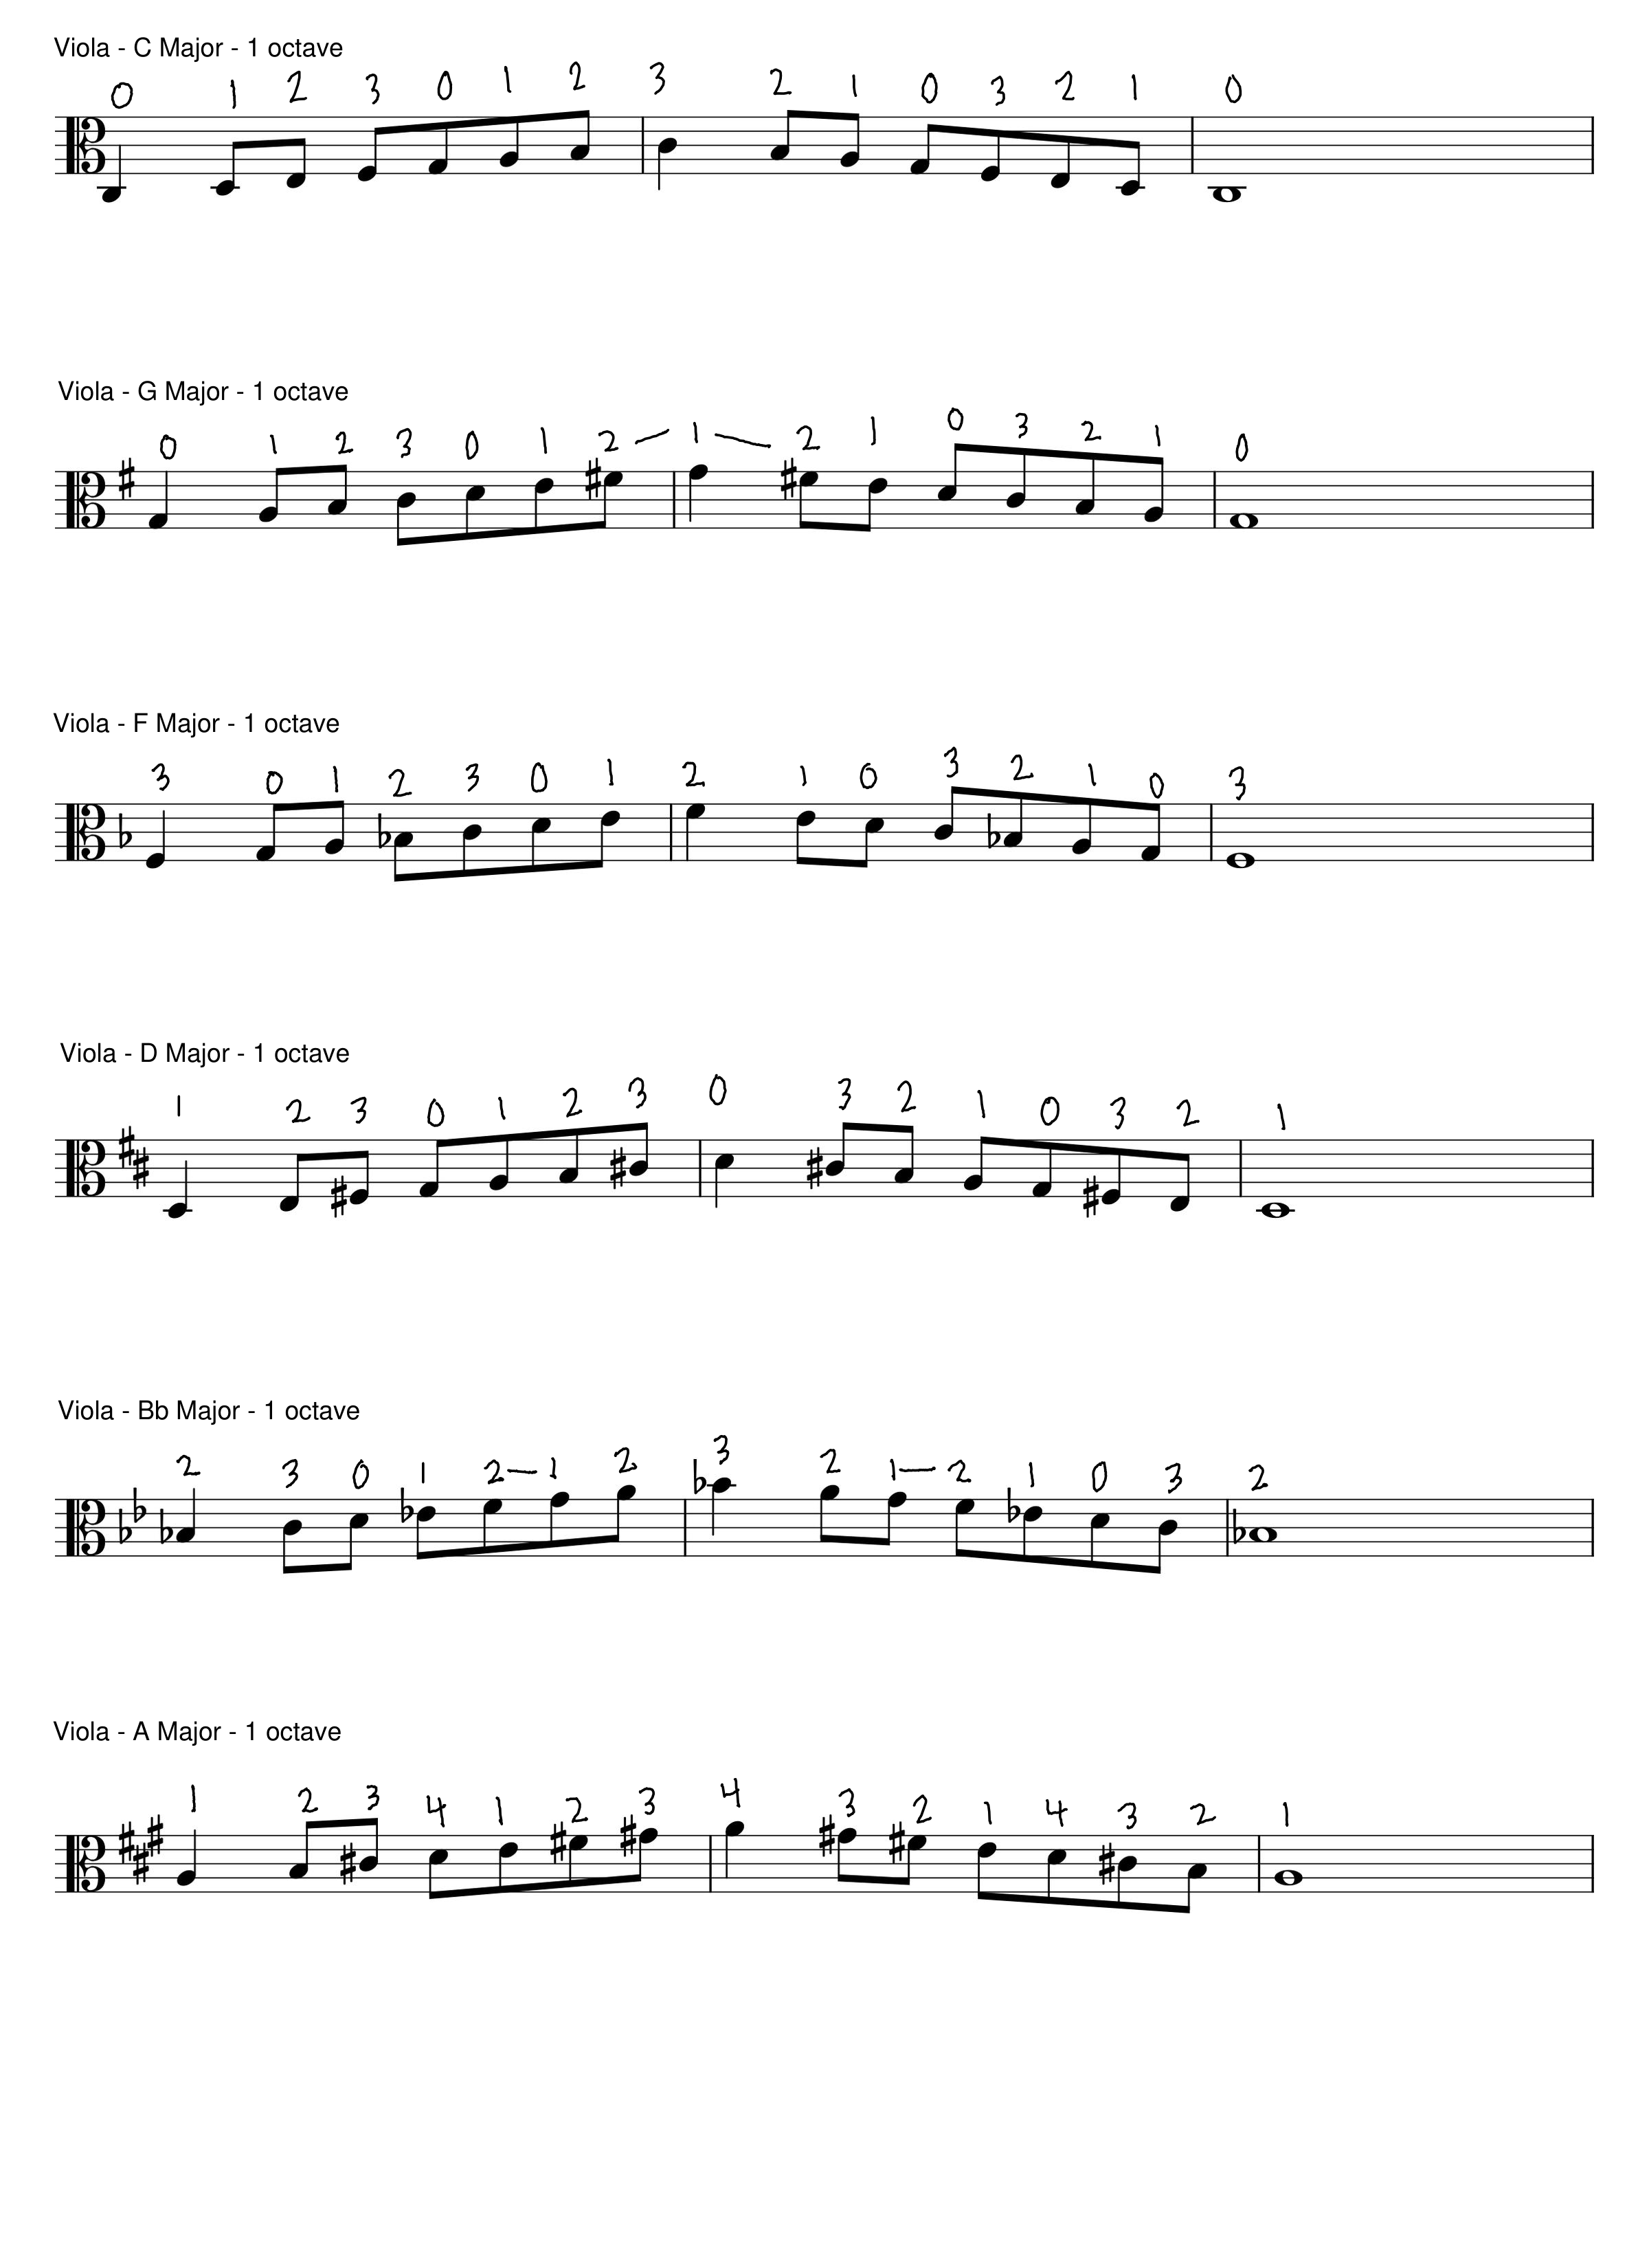 Viola - C Major - 1 octave
0 1 2 3 0 1 2 3 2 1 0 3 2 1 0
Viola - G Major - 1 octave
0 1 2 3 0 1 2 1 2 1 0 3 2 1 0
Viola - F Major - 1 octave
3 0 1 2 3 0 1 2 1 0 3 2 1 0 3
Viola - D Major - 1 octave
1 2 3 0 1 2 3 0 3 2 1 0 3 2 1
Viola - Bb Major - 1 octave
2 3 0 1 2 1 2 3 2 1 2 1 0 3 2
Viola - A Major - 1 octave
1 2 3 4 1 2 3 4 3 2 1 4 3 2 1